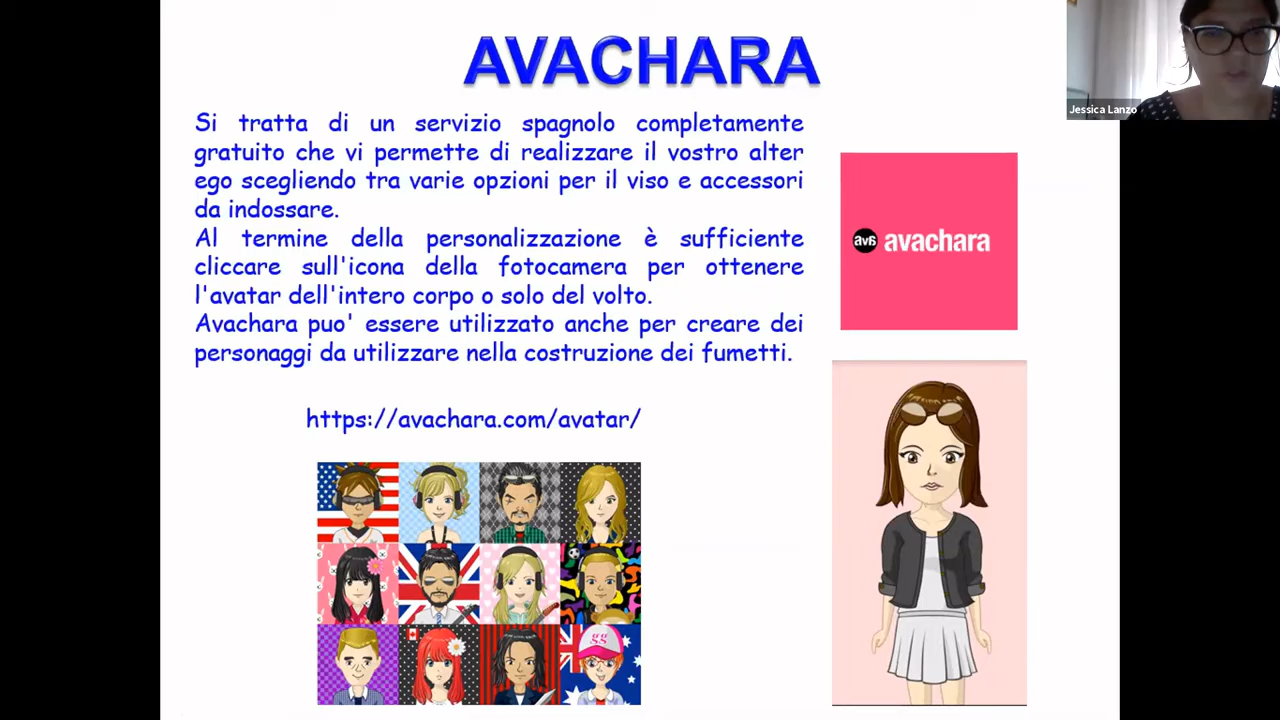 AVACHARA
Jessica Lanzo
Si tratta di un servizio spagnolo completamente
gratuito che vi permette di realizzare il vostro alter
ego scegliendo tra varie opzioni per il viso e accessori
da indossare.
Al termine della personalizzazione è sufficiente
cliccare sull'icona della fotocamera per ottenere
l'avatar dell'intero corpo o solo del volto.
Avachara puo' essere utilizzato anche per creare dei
personaggi da utilizzare nella costruzione dei fumetti.
ava avachara
https://avachara.com/avatar/
gg